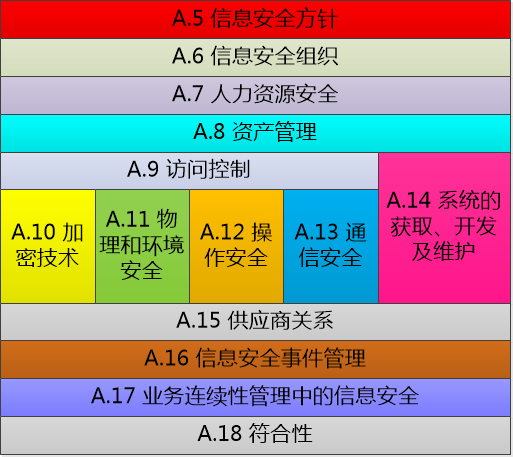 A.5 信息安全方针
A.6 信息安全组织
A.7 人力资源安全
A.8 资产管理
A.9 访问控制
A.10 加
密技术
A.11 物
理和环境
安全
A.12 操
作安全
A.13 通
信安全
A.14 系统的
获取、开发
及维护
A.15 供应商关系
A.16 信息安全事件管理
A.17 业务连续性管理中的信息安全
A.18 符合性